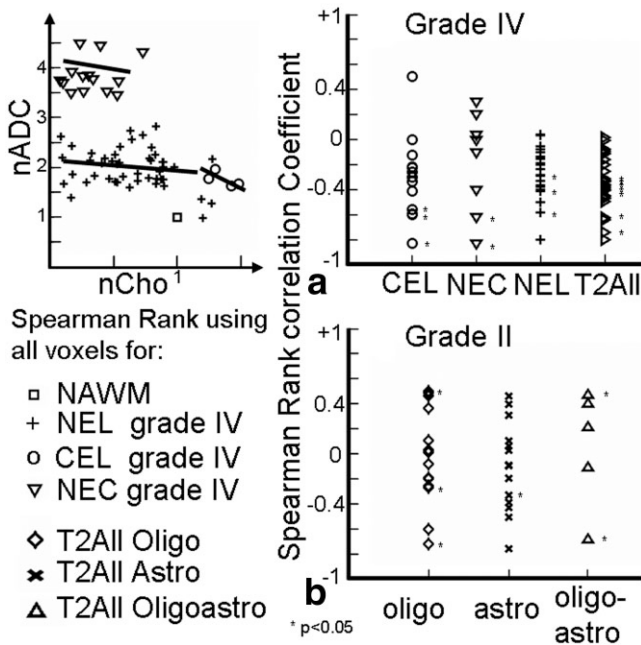 4
3
2
1
nADC
nCho 1
Spearman Rank using
all voxels for:
NAWM
NEL grade IV
CEL grade IV
NEC grade IV
T2All Oligo
T2All Astro
T2All Oligoastro
Spearman Rank correlation Coefficient
+1
0.4
0
-0.4
-1
Grade IV
*
*
*
*
*
*
*
*
*
*
*
*
a
CEL NEC NEL T2All
+1
0.4
0
-0.4
-1
Grade II
*
*
*
*
*
*
b
* p<0.05
oligo astro oligo-
astro